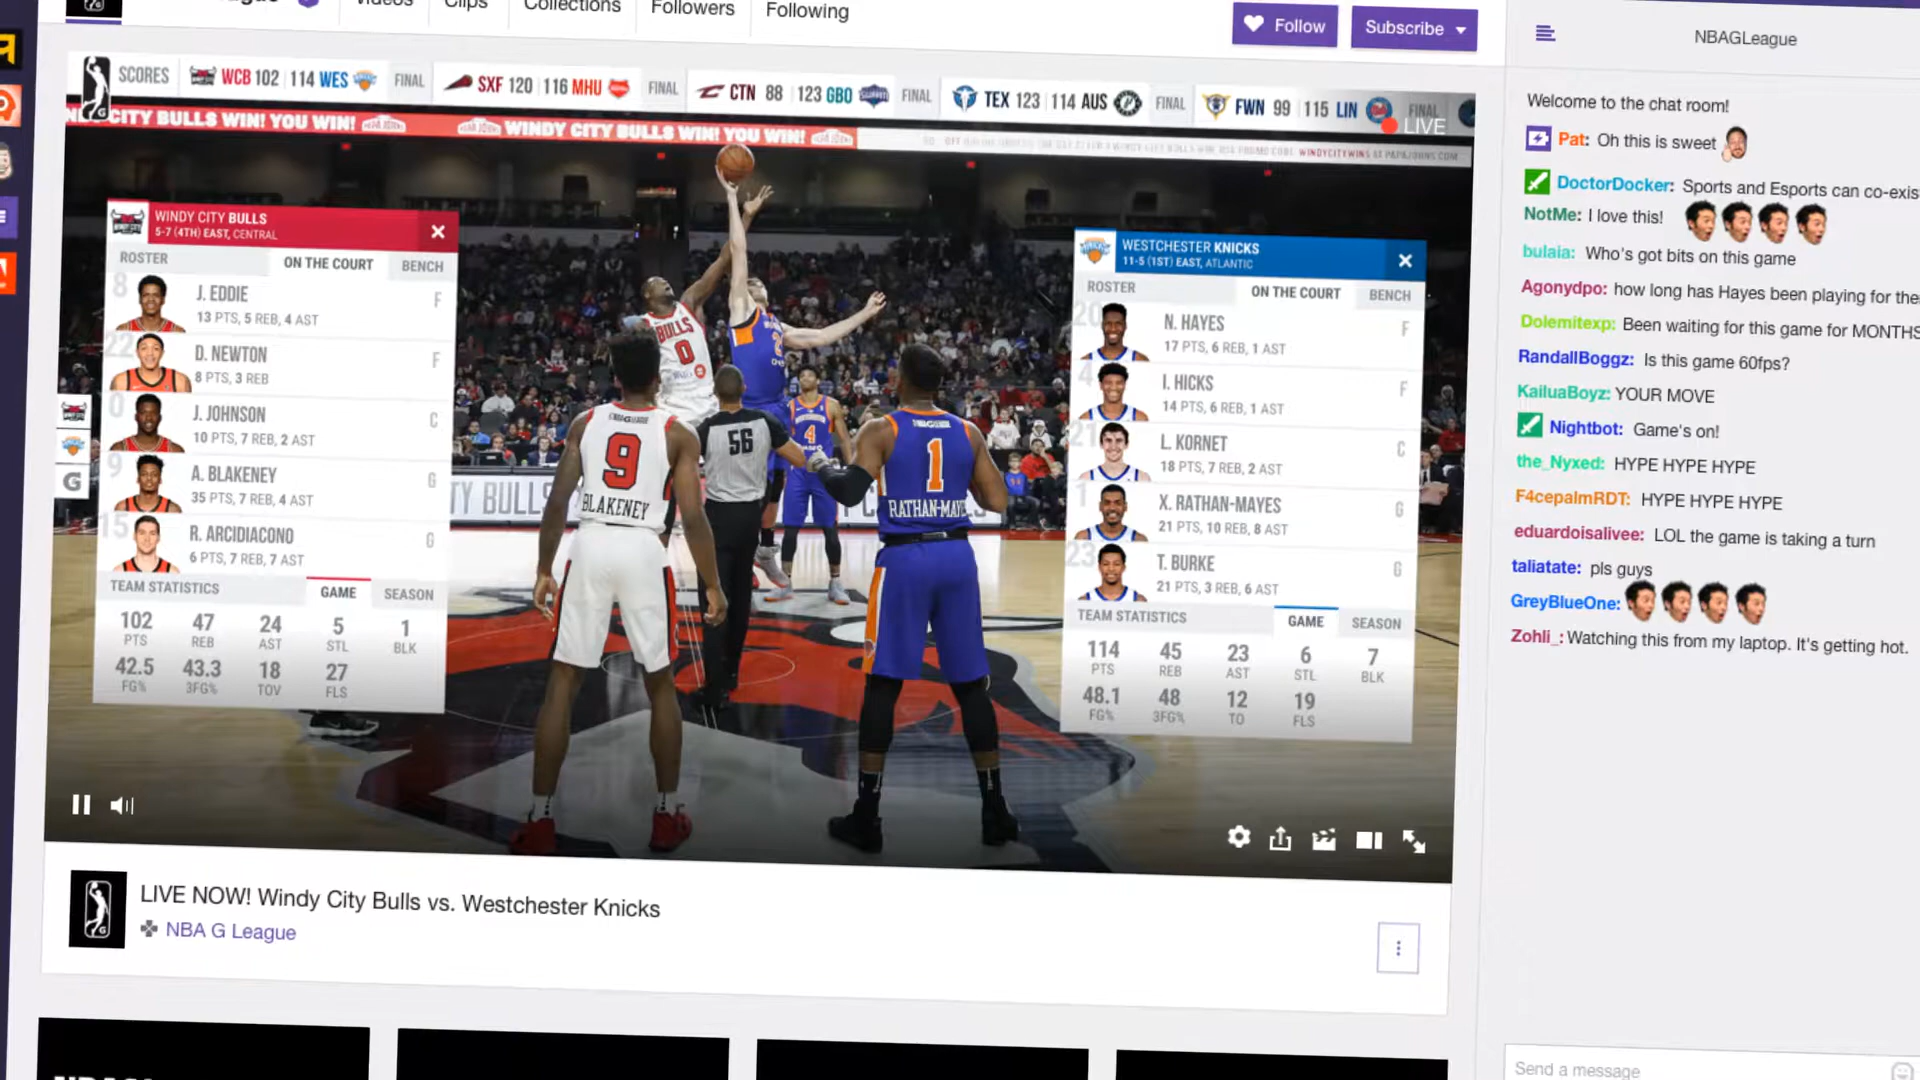 Videos
Clips
Collections
Followers
Following
Follow
Subscribe
NBAGLeague
SCORES
WCB 102 | 114 WES
FINAL
SXF 120 | 116 MHU
FINAL
CTN 88 | 123 GBO
FINAL
TEX 123 | 114 AUS
FINAL
FWN 99 | 115 LIN
FINAL
LIVE
CITY BULLS WIN! YOU WIN!
WINDY CITY BULLS WIN! YOU WIN!
WINDY CITY BULLS
5-7 (4TH) EAST, CENTRAL
ROSTER
ON THE COURT
BENCH
8
J. EDDIE
F
13 PTS, 5 REB, 4 AST
22
D. NEWTON
F
8 PTS, 3 REB
0
J. JOHNSON
C
10 PTS, 7 REB, 2 AST
9
A. BLAKENEY
G
35 PTS, 7 REB, 4 AST
15
R. ARCIDIACONO
G
6 PTS, 7 REB, 7 AST
TEAM STATISTICS
GAME
SEASON
102 47 24 5 1
PTS REB AST STL BLK
42.5 43.3 18 27
FG% 3FG% TOV FLS
WESTCHESTER KNICKS
11-5 (1ST) EAST, ATLANTIC
ROSTER
ON THE COURT
BENCH
20
N. HAYES
F
17 PTS, 6 REB, 1 AST
4
I. HICKS
F
14 PTS, 6 REB, 1 AST
21
L. KORNET
C
18 PTS, 7 REB, 2 AST
1
X. RATHAN-MAYES
G
21 PTS, 10 REB, 8 AST
23
T. BURKE
G
21 PTS, 3 REB, 6 AST
TEAM STATISTICS
GAME
SEASON
114 45 23 6 7
PTS REB AST STL BLK
48.1 48 12 19
FG% 3FG% TO FLS
G
BULLS
0
9
BLAKENEY
56
4
1
RATHAN-MAYES
TY BULLS
LIVE NOW! Windy City Bulls vs. Westchester Knicks
NBA G League
Welcome to the chat room!
Pat: Oh this is sweet
DoctorDocker: Sports and Esports can co-exis
NotMe: I love this!
bulaia: Who's got bits on this game
Agonydpo: how long has Hayes been playing for the
Dolemitexp: Been waiting for this game for MONTHS
RandallBoggz: Is this game 60fps?
KailuaBoyz: YOUR MOVE
Nightbot: Game's on!
the_Nyxed: HYPE HYPE HYPE
F4cepalmRDT: HYPE HYPE HYPE
eduardoisalivee: LOL the game is taking a turn
taliatate: pls guys
GreyBlueOne:
Zohli_: Watching this from my laptop. It's getting hot.
Send a message